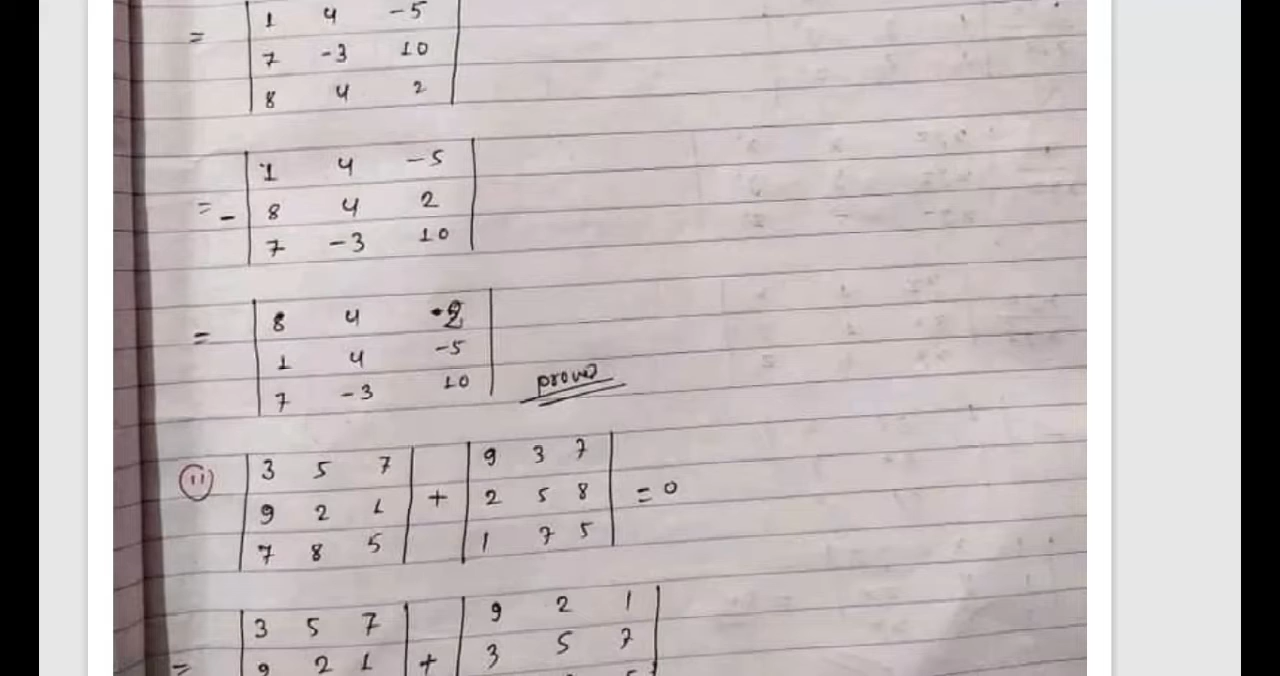 1 4 -5
= 7 -3 10
8 4 2
1 4 -5
= - 8 4 2
7 -3 10
8 4 2
= 1 4 -5
7 -3 10
proved
(ii) 3 5 7 9 3 7
9 2 1 + 2 5 8 = 0
7 8 5 1 7 5
3 5 7 9 2 1
= 9 2 1 + 3 5 7